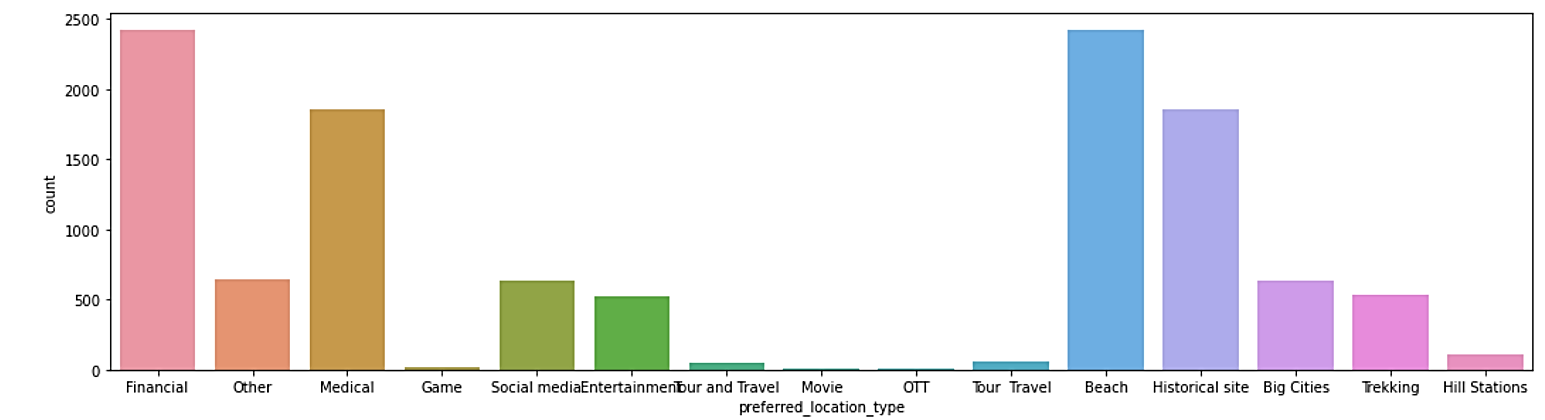 2500
2000
1500
1000
500
0
count
Financial Other Medical Game Social media Entertainment Tour and Travel Movie OTT Tour  Travel Beach Historical site Big Cities Trekking Hill Stations
preferred_location_type